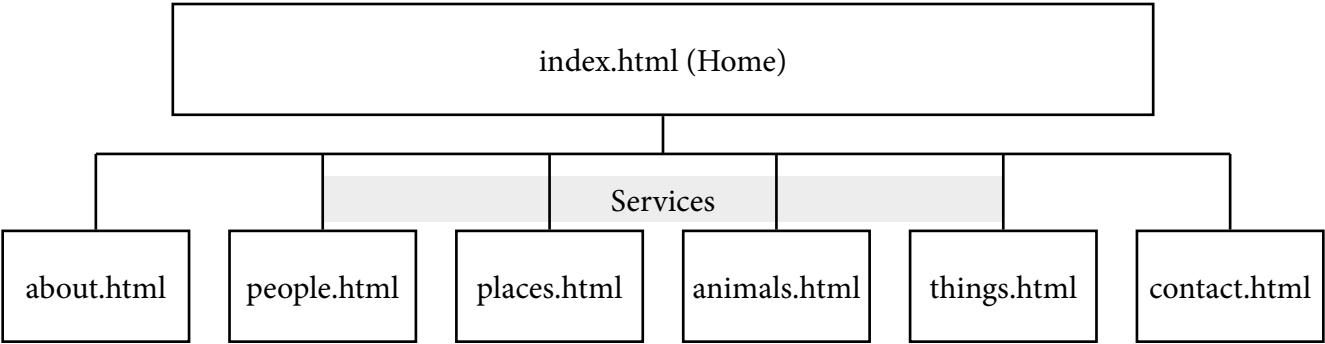 index.html (Home)
Services
about.html
people.html
places.html
animals.html
things.html
contact.html